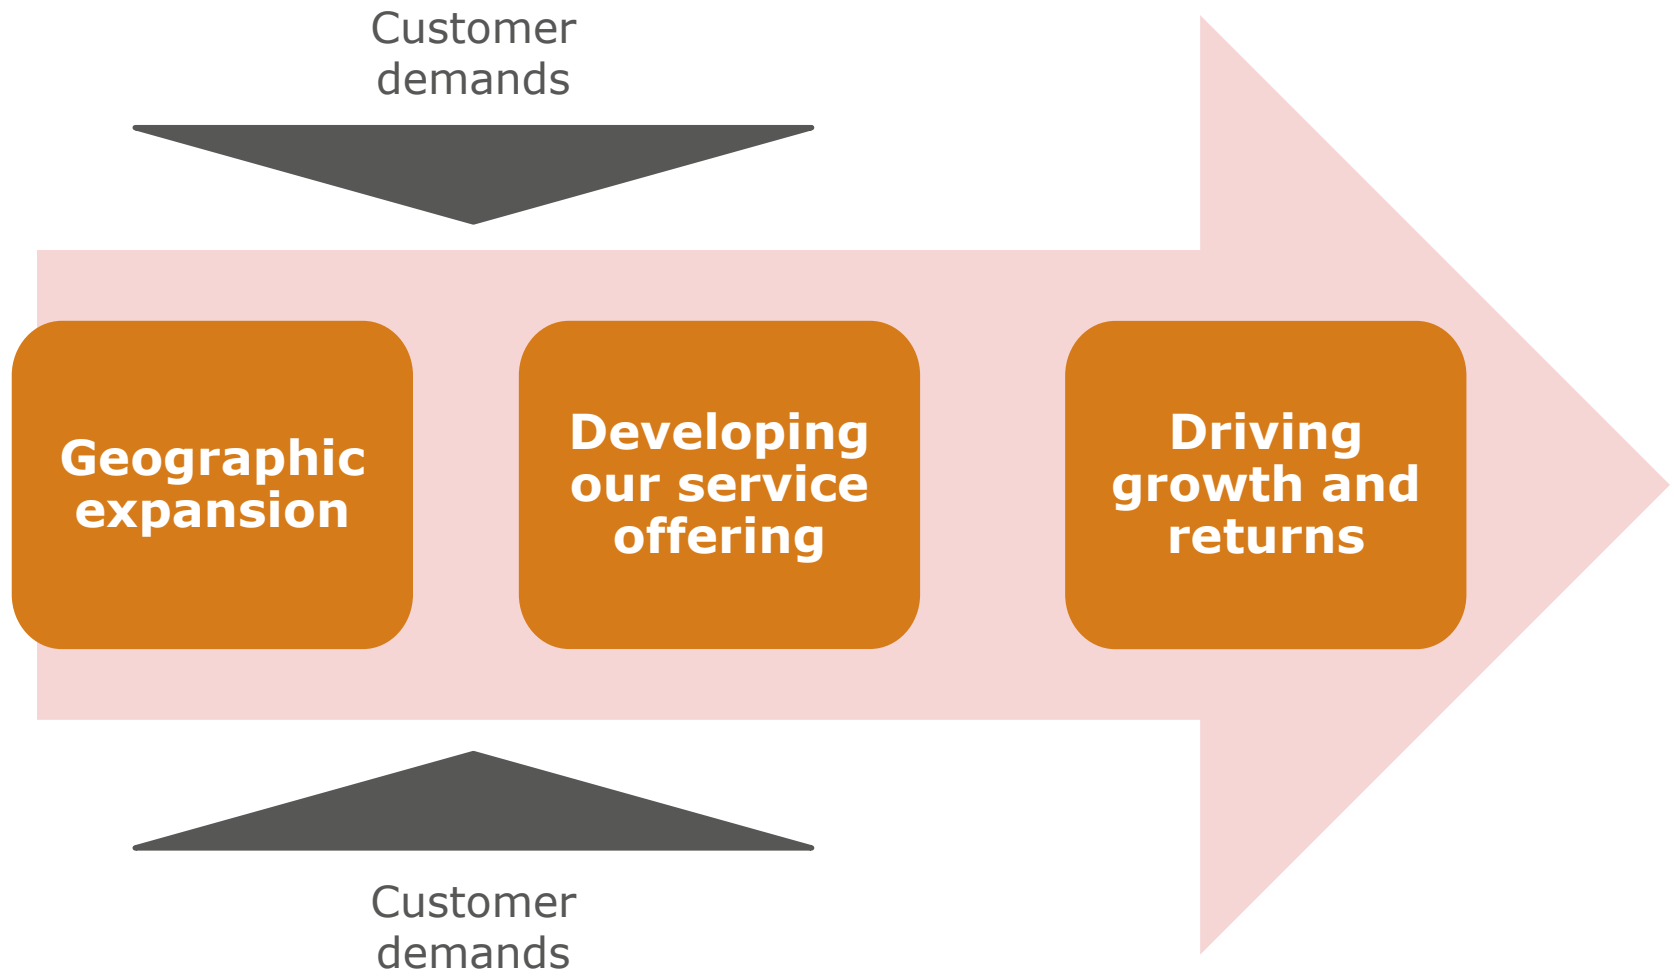 Customer
demands
Geographic
expansion
Developing
our service
offering
Driving
growth and
returns
Customer
demands